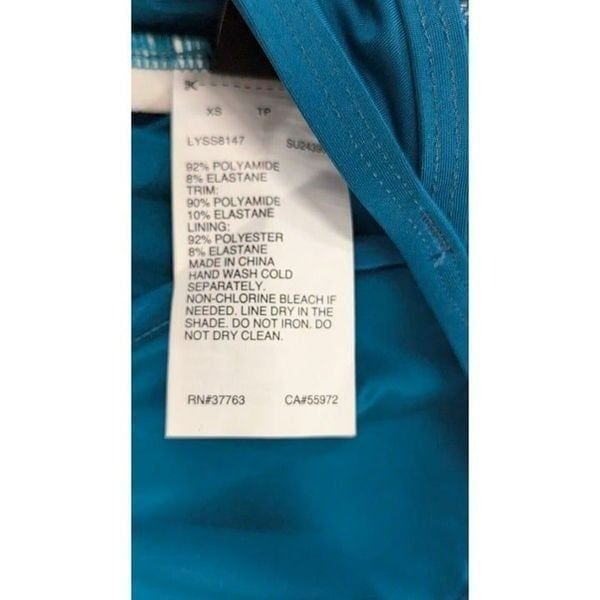 XS TP
LYSS8147
92% POLYAMIDE
8% ELASTANE
TRIM:
90% POLYAMIDE
10% ELASTANE
LINING:
92% POLYESTER
8% ELASTANE
MADE IN CHINA
HAND WASH COLD
SEPARATELY.
NON-CHLORINE BLEACH IF
NEEDED. LINE DRY IN THE
SHADE. DO NOT IRON. DO
NOT DRY CLEAN.
RN#37763 CA#55972